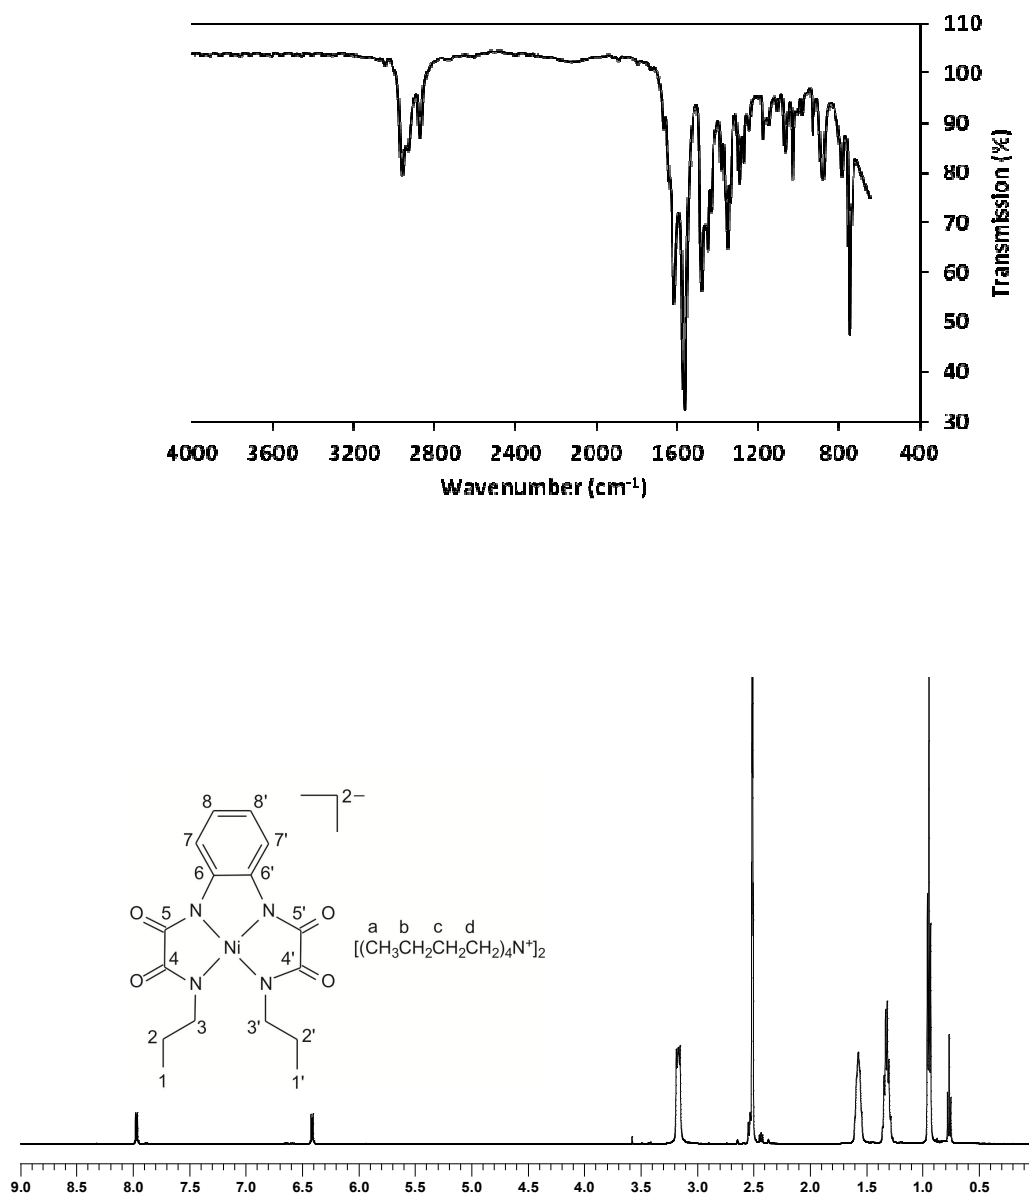 110
100
90
80
70
60
50
40
30
Transmission (%)
4000 3600 3200 2800 2400 2000 1600 1200 800 400
Wavenumber (cm-1)
2−
8 8'
7 7'
6 6'
O 5 N N 5' O
Ni
O 4 N N 4' O
a b c d
[(CH3CH2CH2CH2)4N+]2
3 3'
2 2'
1 1'
9.0 8.5 8.0 7.5 7.0 6.5 6.0 5.5 5.0 4.5 4.0 3.5 3.0 2.5 2.0 1.5 1.0 0.5